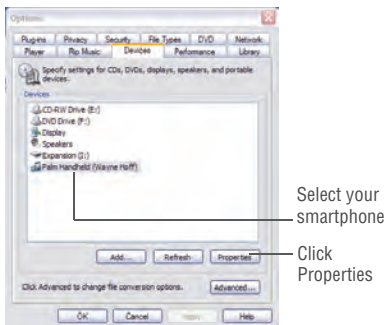 Options
Plug-ins Privacy Security File Types DVD Network
Player Rip Music Devices Performance Library
Specify settings for CDs, DVDs, displays, speakers, and portable
devices.
Devices
CD-RW Drive (E:)
DVD Drive (F:)
Display
Speakers
Expansion (I:)
Palm Handheld (Wayne Hoff)
Select your
smartphone
Add... Refresh Properties
Click
Properties
Click Advanced to change file conversion options. Advanced...
OK Cancel Apply Help